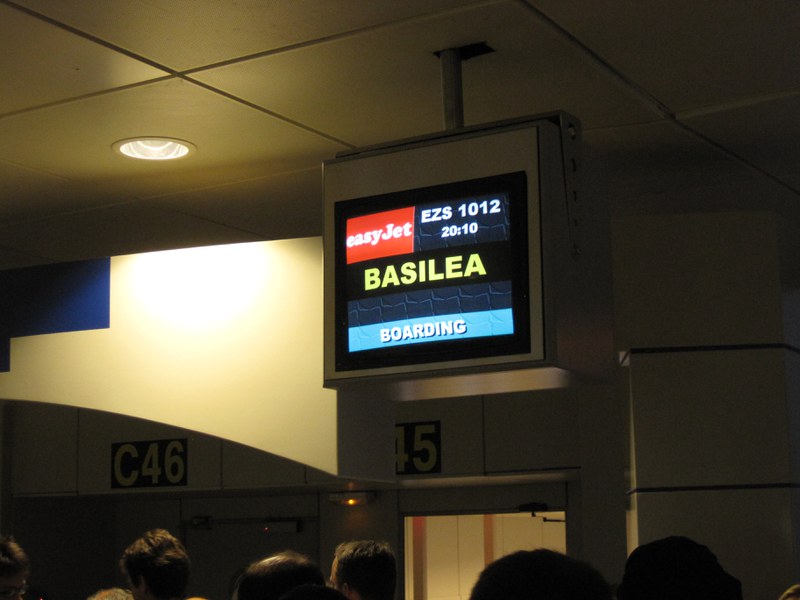 easyJet
EZS 1012
20:10
BASILEA
BOARDING
C46
45